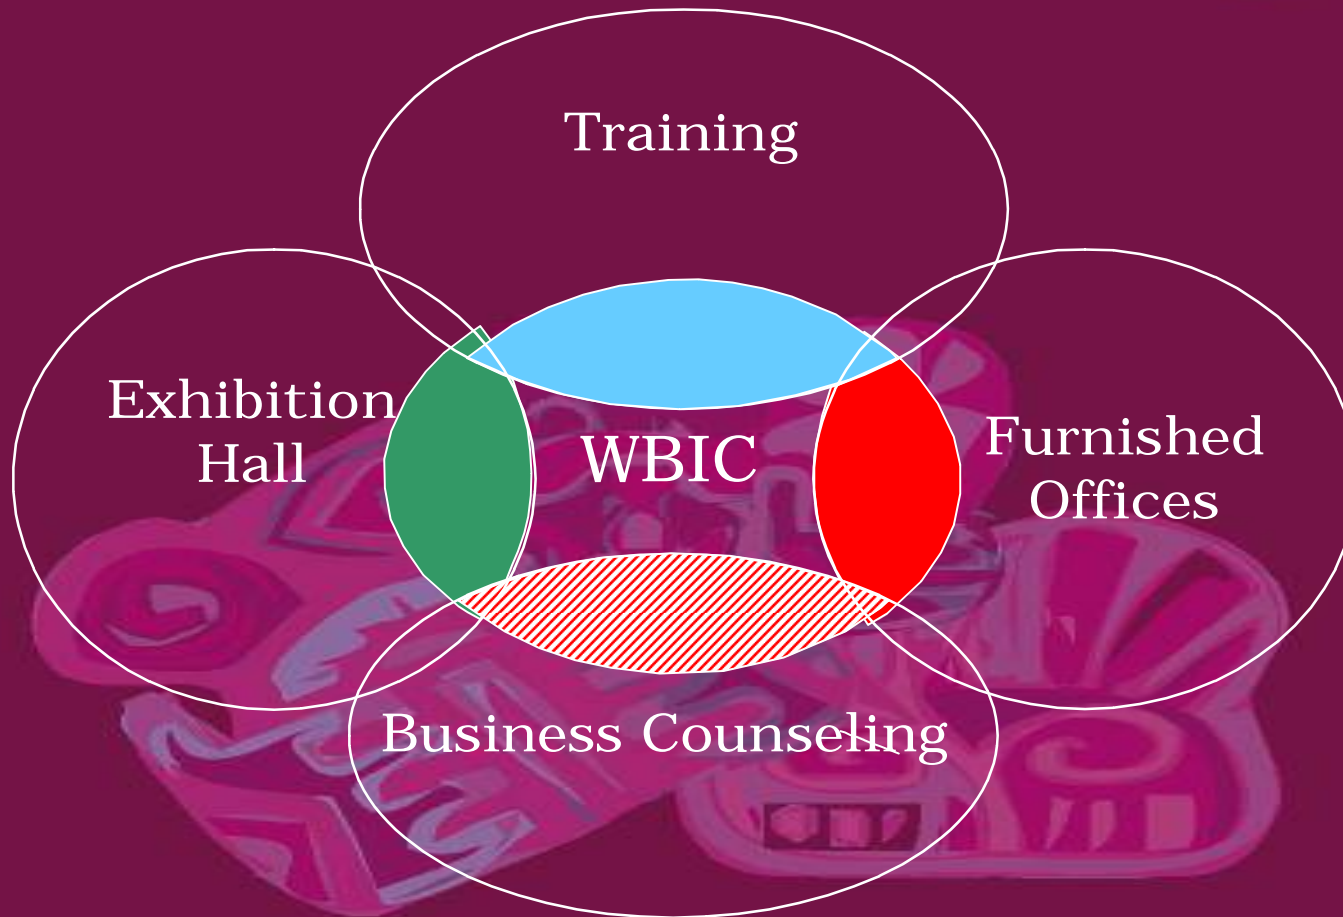 Training
Exhibition
Hall
WBIC
Furnished
Offices
Business Counseling